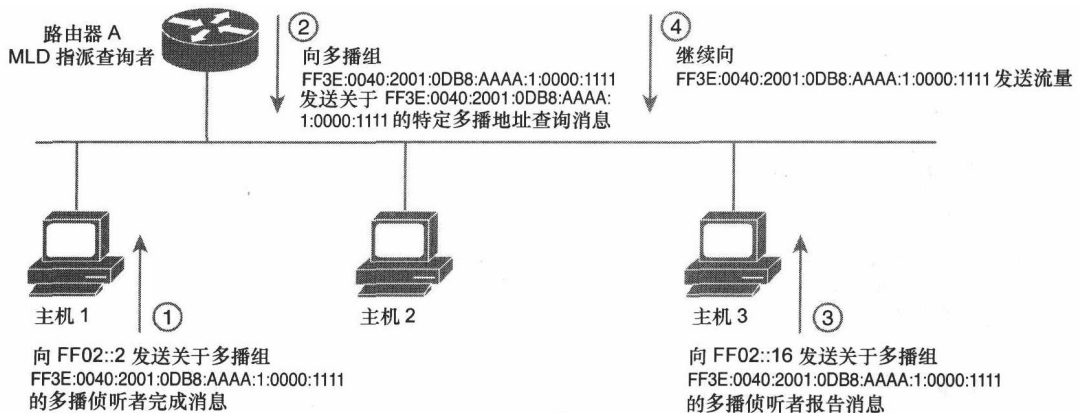 路由器 A
MLD 指派查询者
②
向多播组
FF3E:0040:2001:0DB8:AAAA:1:0000:1111
发送关于 FF3E:0040:2001:0DB8:AAAA:
1:0000:1111 的特定多播地址查询消息
④
继续向
FF3E:0040:2001:0DB8:AAAA:1:0000:1111 发送流量
主机 1
①
向 FF02::2 发送关于多播组
FF3E:0040:2001:0DB8:AAAA:1:0000:1111
的多播侦听者完成消息
主机 2
主机 3
③
向 FF02::16 发送关于多播组
FF3E:0040:2001:0DB8:AAAA:1:0000:1111
的多播侦听者报告消息